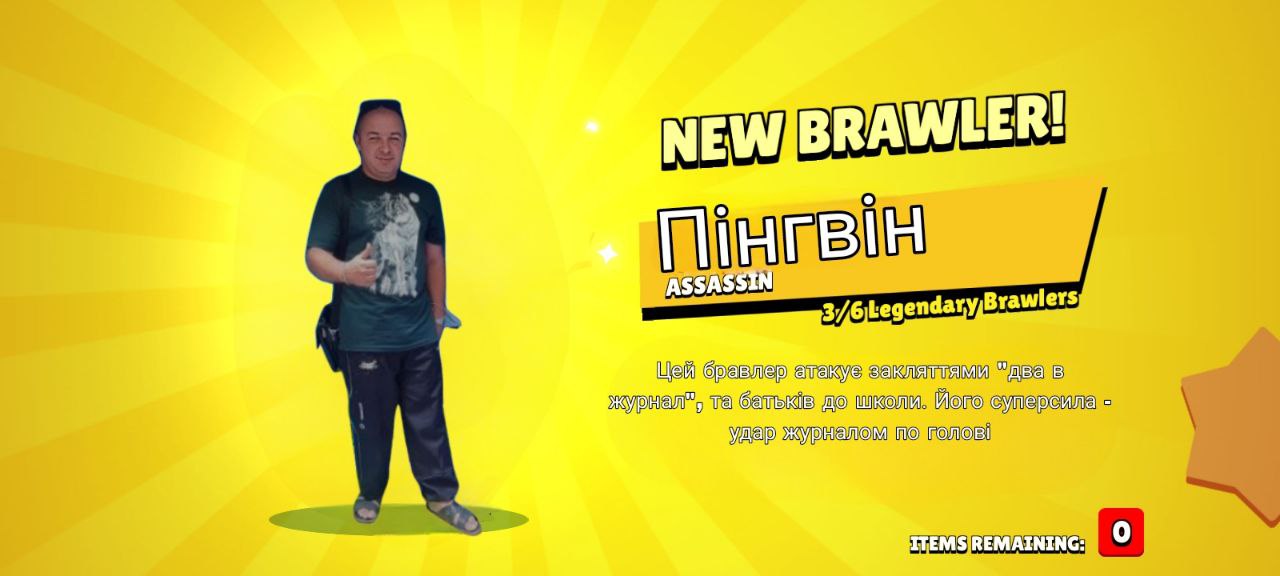 NEW BRAWLER!
Пінгвін
ASSASSIN
3/6 Legendary Brawlers
Цей бравлер атакує закляттями "два в
журнал", та батьків до школи. Його суперсила -
удар журналом по голові
ITEMS REMAINING: 0